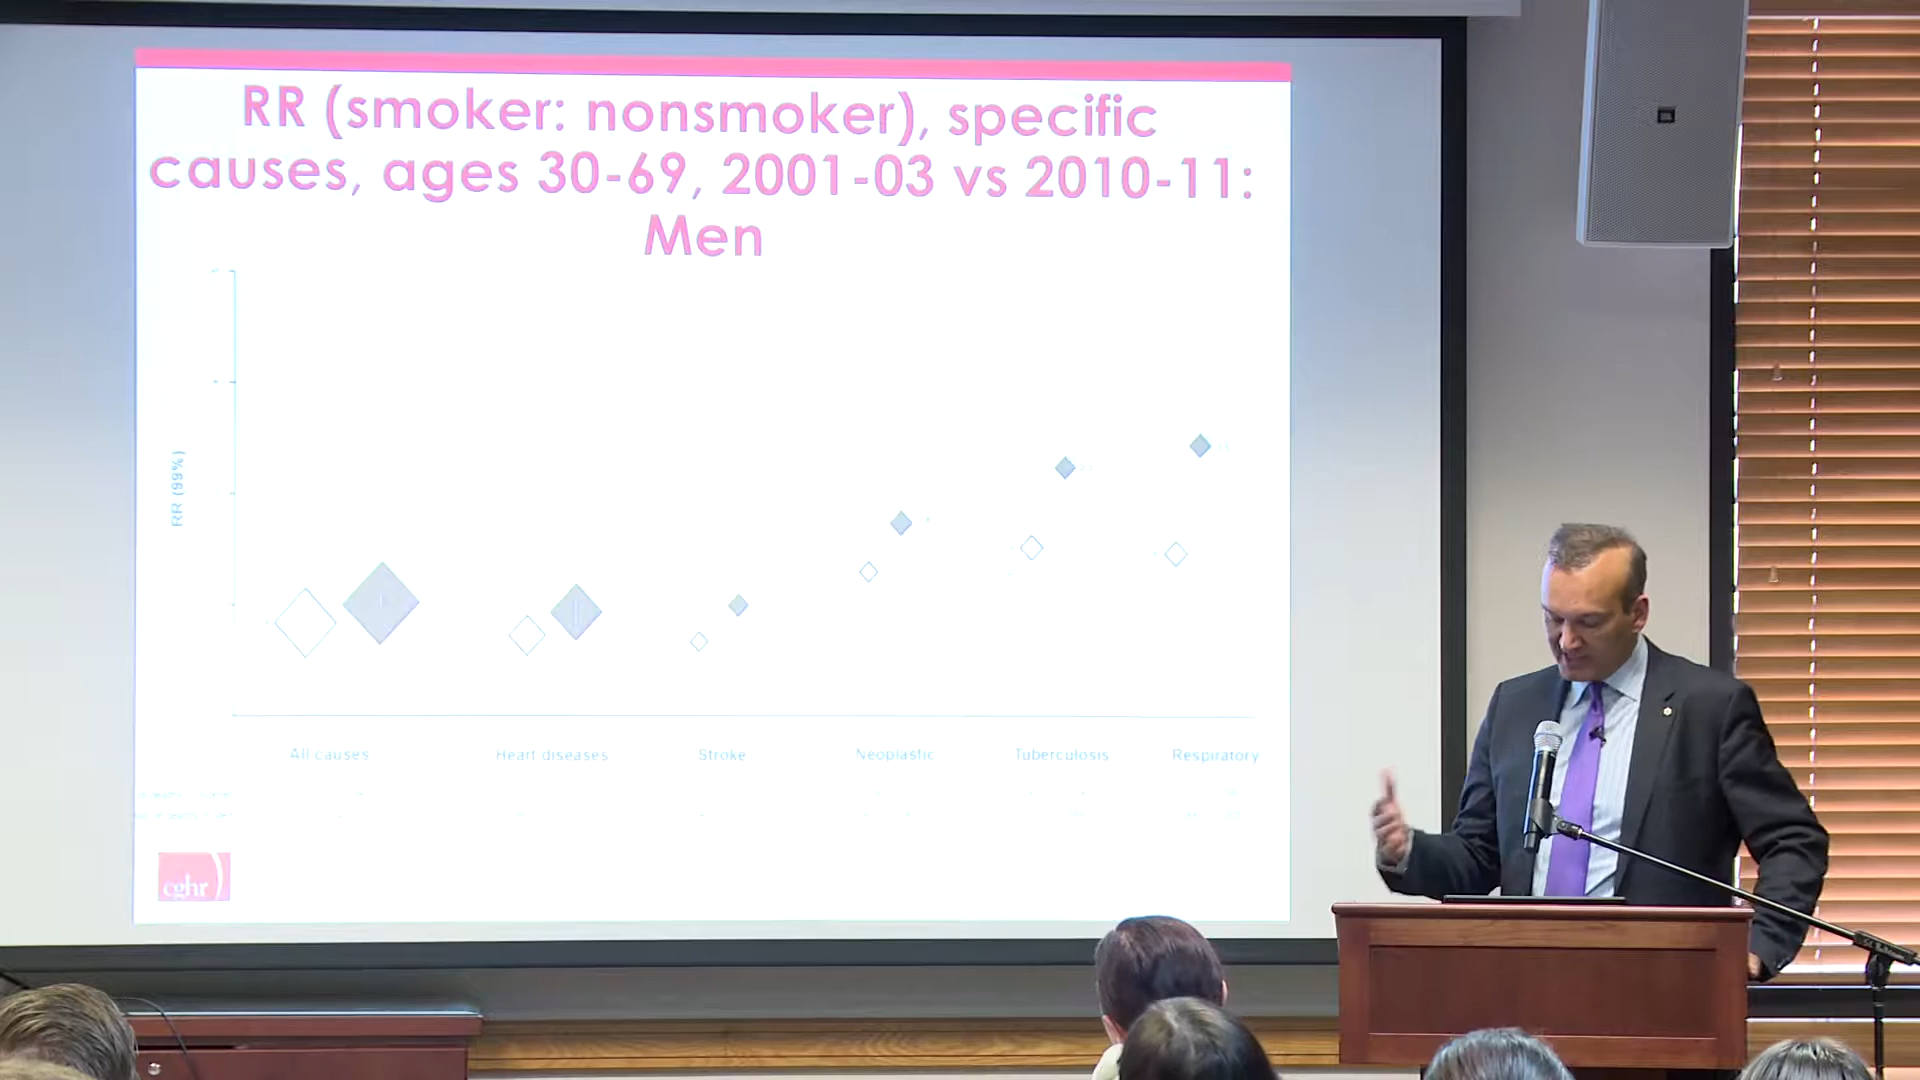 RR (smoker: nonsmoker), specific
causes, ages 30-69, 2001-03 vs 2010-11:
Men
RR (99%)
All causes
Heart diseases
Stroke
Neoplastic
Tuberculosis
Respiratory
cghr